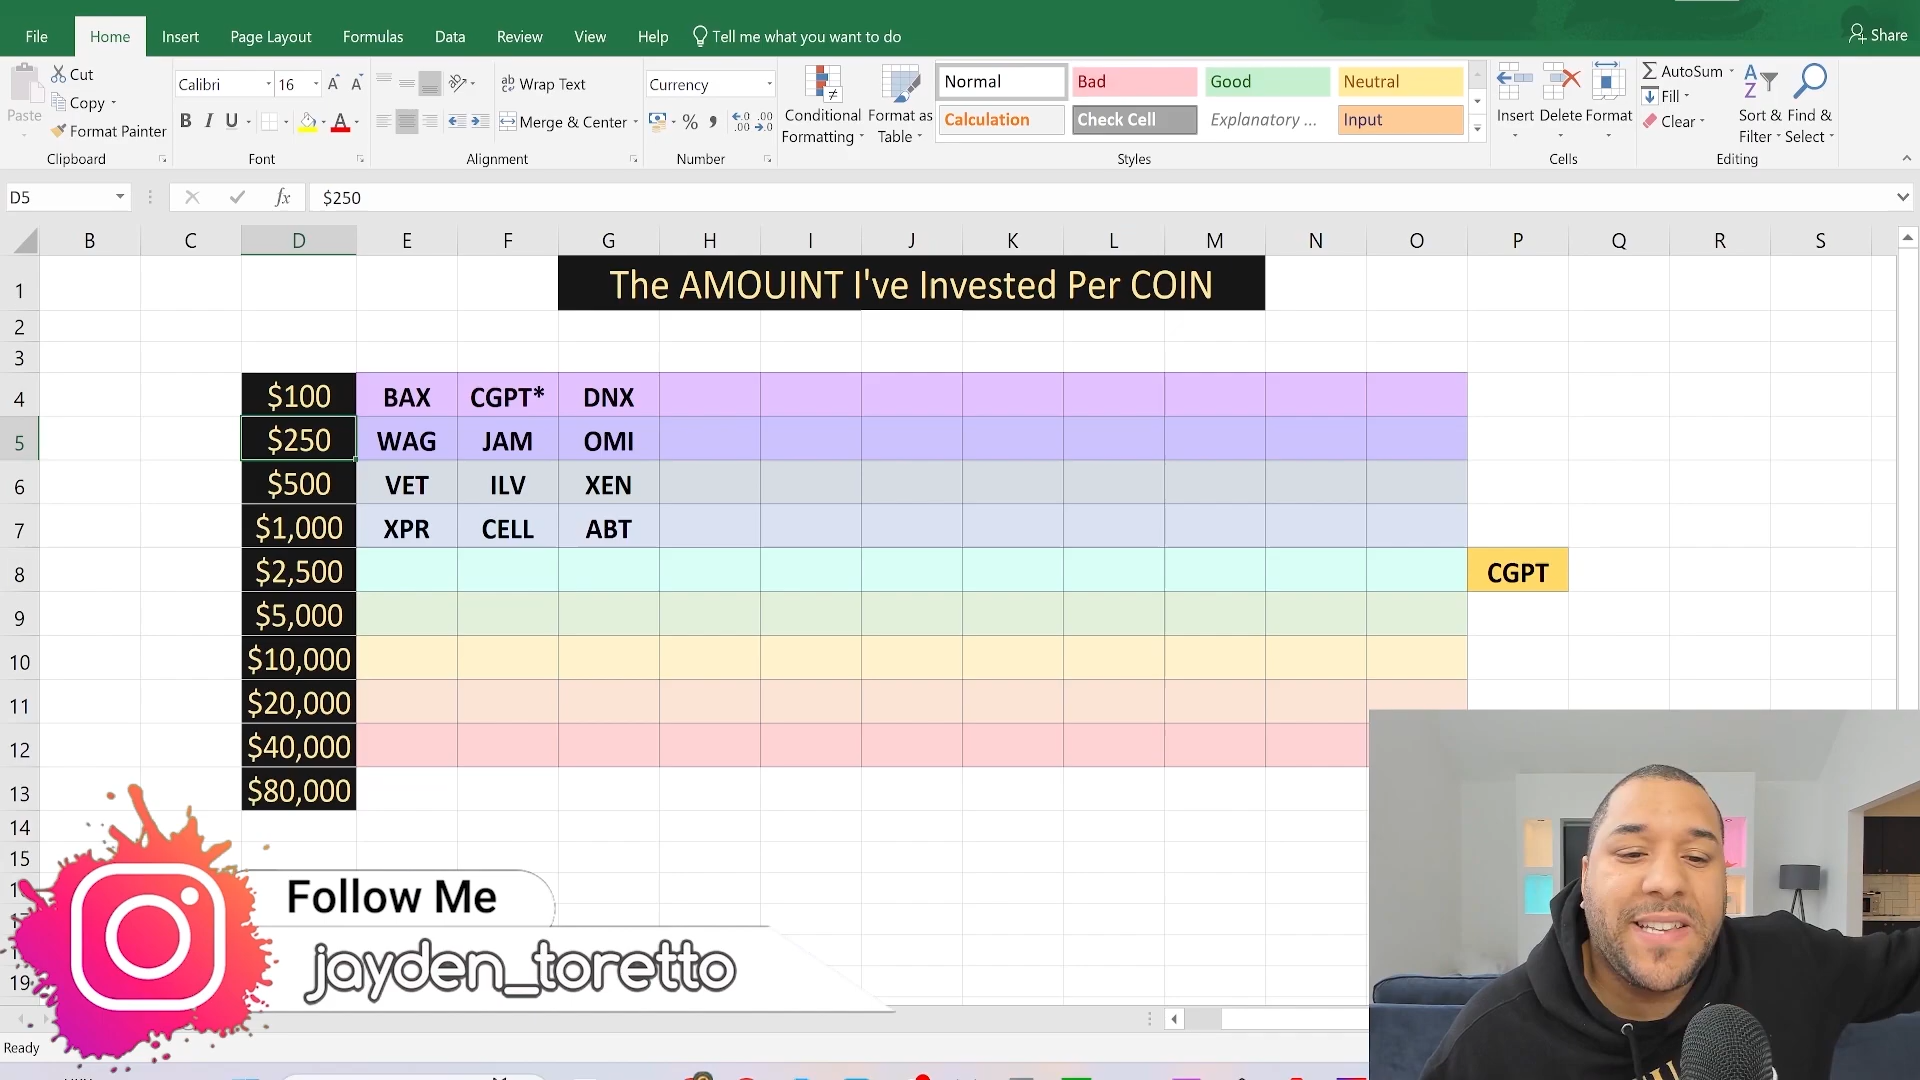 File Home Insert Page Layout Formulas Data Review View Help Tell me what you want to do Share
Cut
Copy
Format Painter
Paste
Clipboard
Calibri 16
B I U
Font
Wrap Text
Merge & Center
Alignment
Currency
% ,
Number
Conditional Formatting
Format as Table
Normal Bad Good Neutral
Calculation Check Cell Explanatory ... Input
Styles
Insert Delete Format
Cells
AutoSum
Fill
Clear
Sort & Filter
Find & Select
Editing
D5 fx $250
B C D E F G H I J K L M N O P Q R S
1 The AMOUINT I've Invested Per COIN
2
3
4 $100 BAX CGPT* DNX
5 $250 WAG JAM OMI
6 $500 VET ILV XEN
7 $1,000 XPR CELL ABT
8 $2,500 CGPT
9 $5,000
10 $10,000
11 $20,000
12 $40,000
13 $80,000
14
15
19
Follow Me
jayden_toretto
Ready